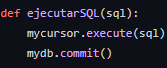 def ejecutarSQL(sql):
    mycursor.execute(sql)
    mydb.commit()